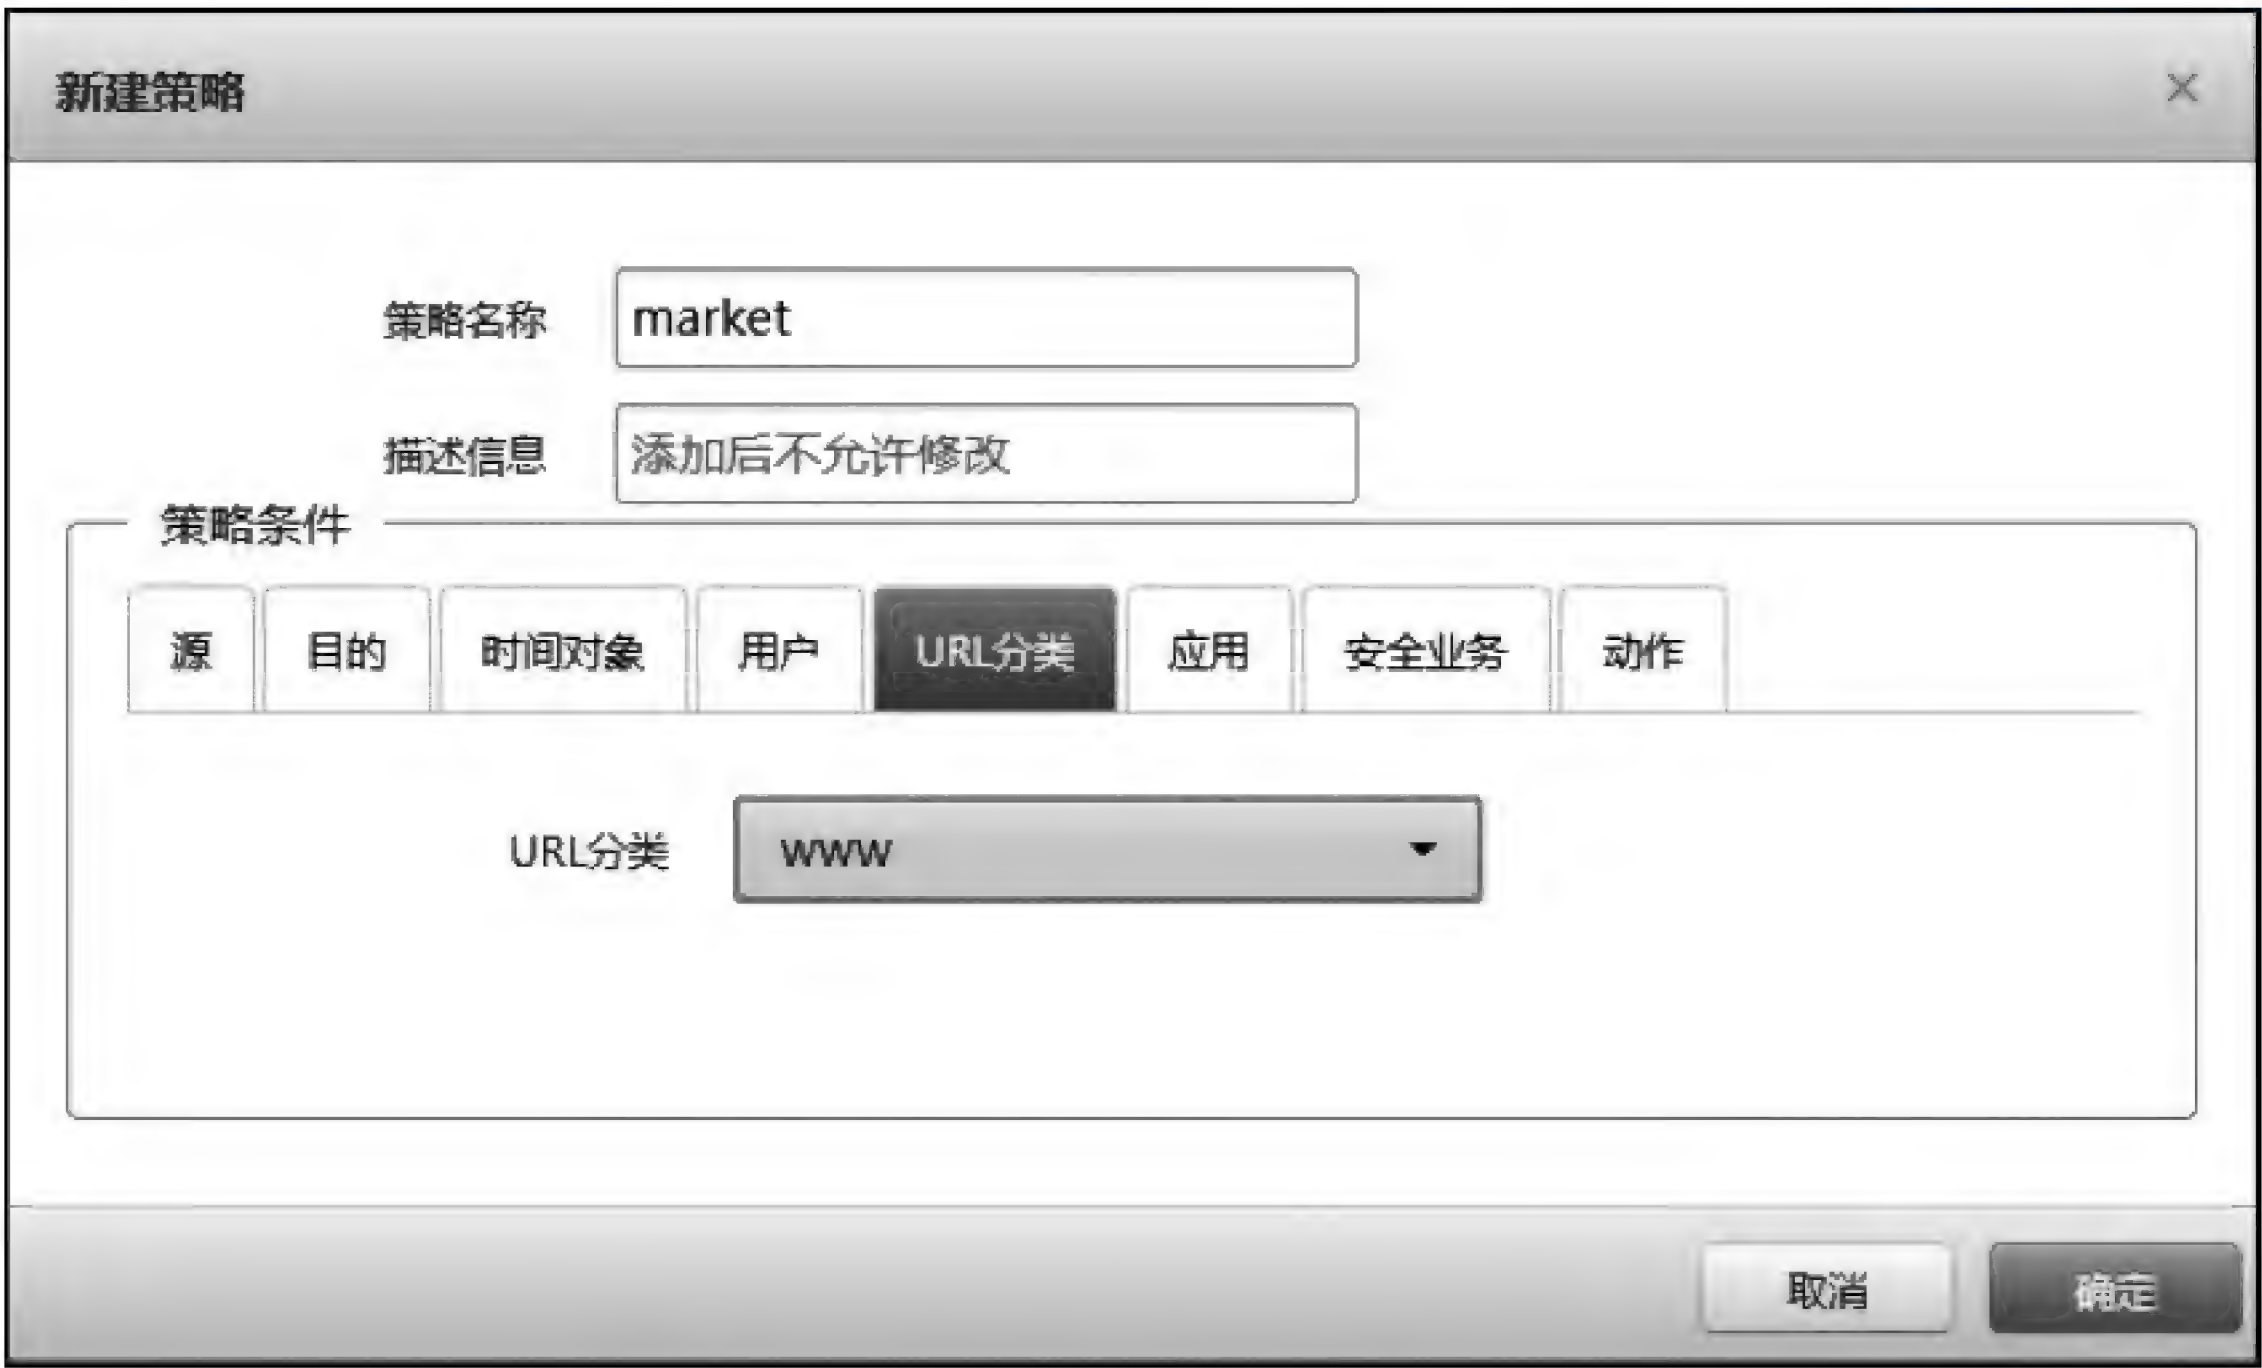 新建策略 ×
策略名称 market
描述信息 添加后不允许修改
策略条件
源 目的 时间对象 用户 URL分类 应用 安全业务 动作
URL分类 www
取消 确定